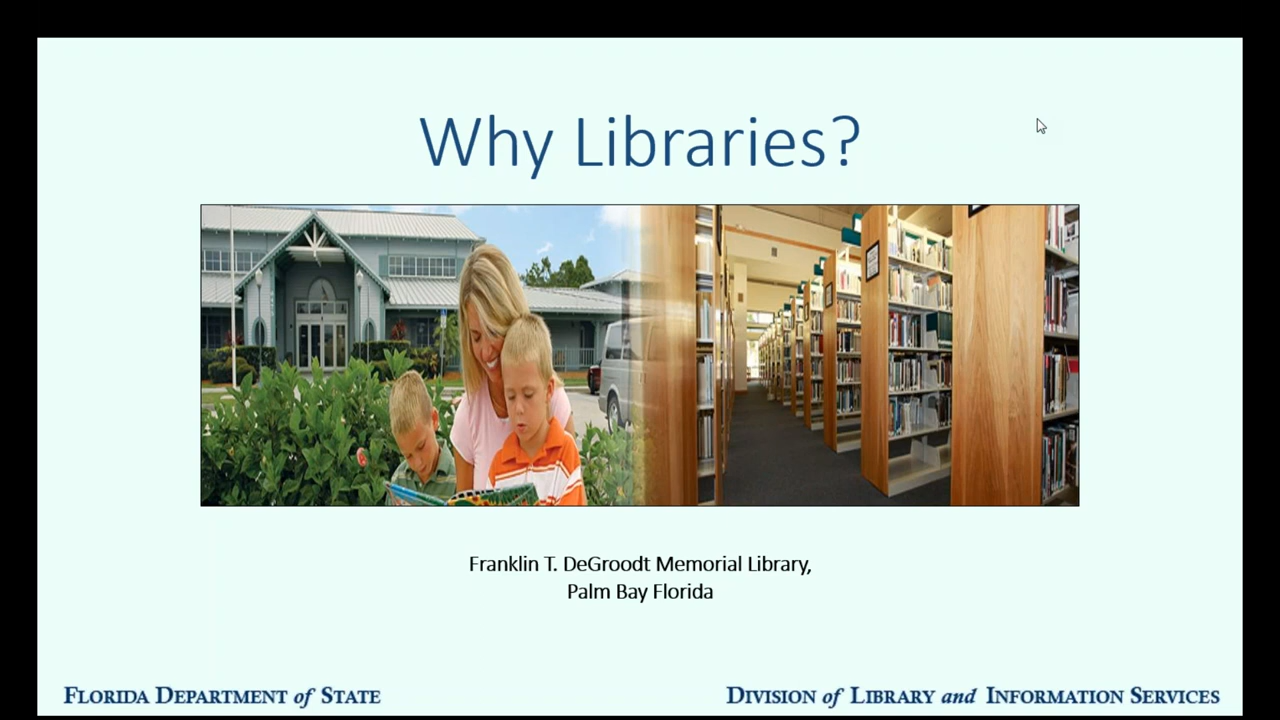 Why Libraries?
Franklin T. DeGroodt Memorial Library,
Palm Bay Florida
FLORIDA DEPARTMENT of STATE
DIVISION of LIBRARY and INFORMATION SERVICES